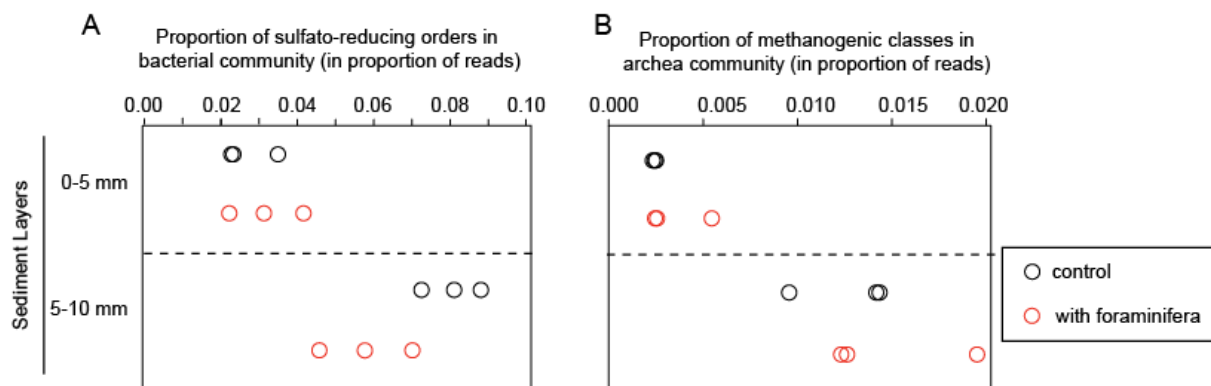 A
Proportion of sulfato-reducing orders in
bacterial community (in proportion of reads)
0.00 0.02 0.04 0.06 0.08 0.10
B
Proportion of methanogenic classes in
archea community (in proportion of reads)
0.000 0.005 0.010 0.015 0.020
Sediment Layers
0-5 mm
5-10 mm
control
with foraminifera